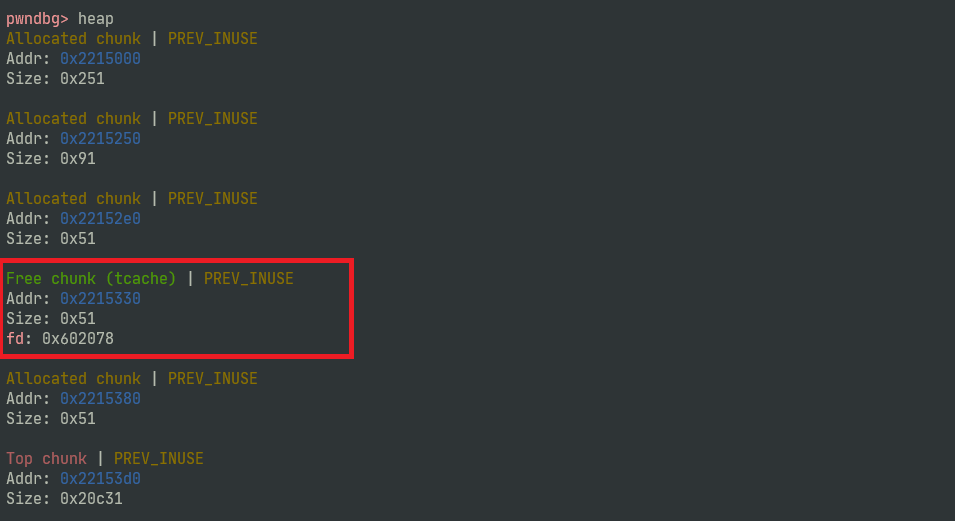 pwndbg> heap
Allocated chunk | PREV_INUSE
Addr: 0x2215000
Size: 0x251
Allocated chunk | PREV_INUSE
Addr: 0x2215250
Size: 0x91
Allocated chunk | PREV_INUSE
Addr: 0x22152e0
Size: 0x51
Free chunk (tcache) | PREV_INUSE
Addr: 0x2215330
Size: 0x51
fd: 0x602078
Allocated chunk | PREV_INUSE
Addr: 0x2215380
Size: 0x51
Top chunk | PREV_INUSE
Addr: 0x22153d0
Size: 0x20c31